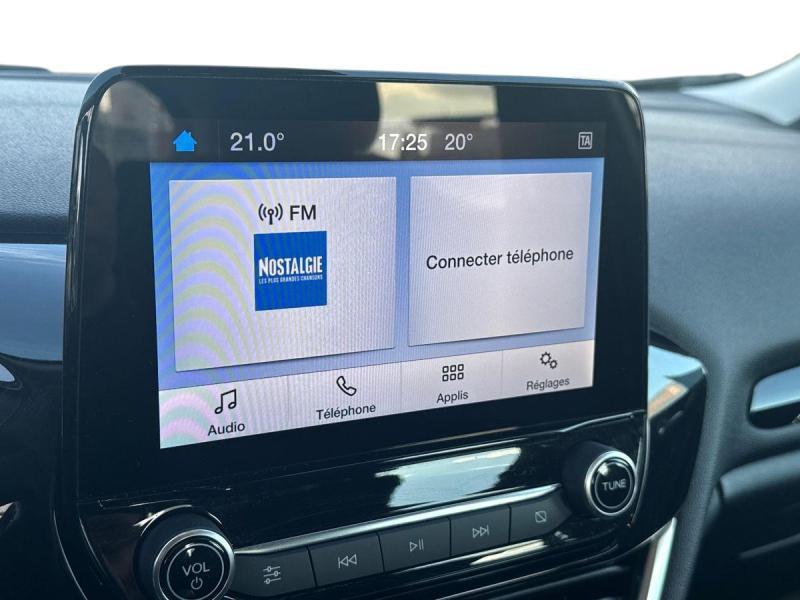 21.0° 17:25 20° TA
FM
NOSTALGIE
LES PLUS GRANDES CHANSONS
Connecter téléphone
Audio Téléphone Applis Réglages
TUNE
VOL